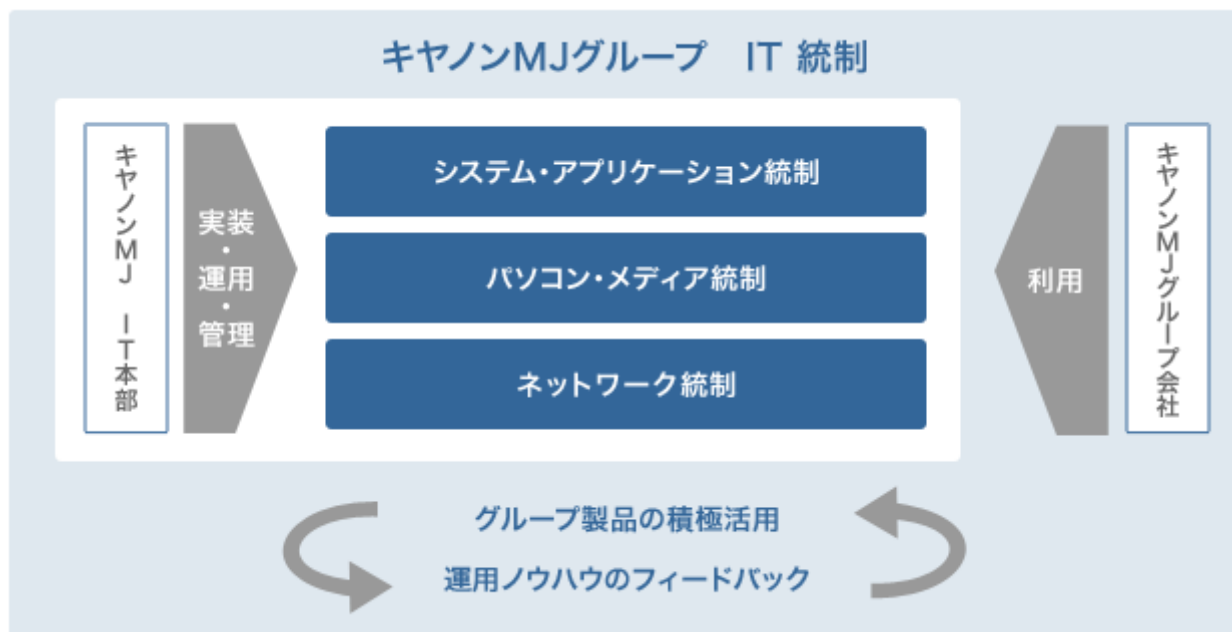 キヤノンMJグループ　IT 統制
キヤノンMJ　IT本部
実装
・
運用
・
管理
システム・アプリケーション統制
パソコン・メディア統制
ネットワーク統制
利用
キヤノンMJグループ会社
グループ製品の積極活用
運用ノウハウのフィードバック